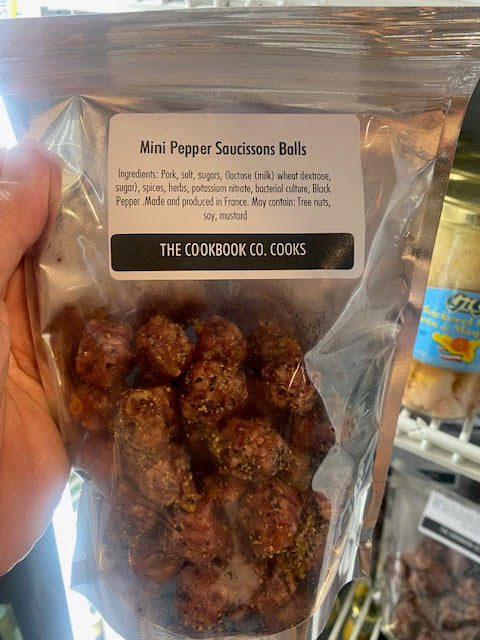 Mini Pepper Saucissons Balls
Ingredients: Pork, salt, sugars, (lactose (milk) wheat dextrose,
sugar), spices, herbs, potassium nitrate, bacterial culture, Black
Pepper .Made and produced in France. May contain: Tree nuts,
soy, mustard
THE COOKBOOK CO. COOKS